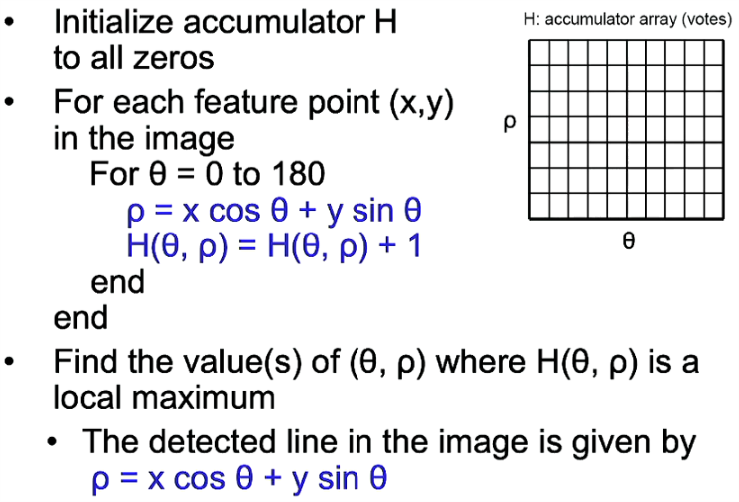 • Initialize accumulator H
to all zeros
• For each feature point (x,y)
in the image
For θ = 0 to 180
ρ = x cos θ + y sin θ
H(θ, ρ) = H(θ, ρ) + 1
end
end
• Find the value(s) of (θ, ρ) where H(θ, ρ) is a
local maximum
• The detected line in the image is given by
ρ = x cos θ + y sin θ
H: accumulator array (votes)
ρ
θ